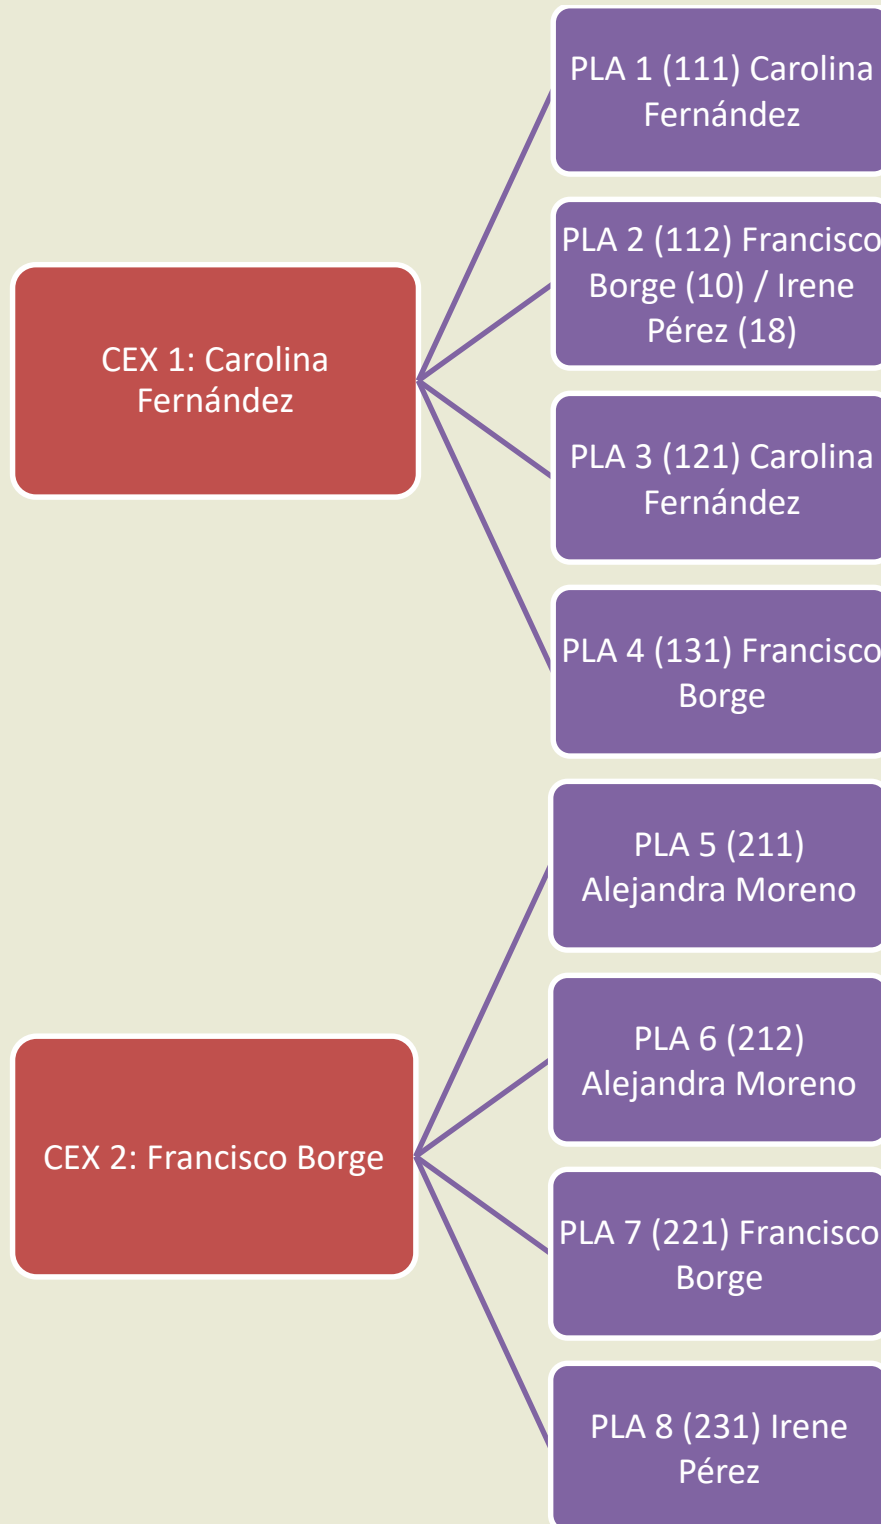 CEX 1: Carolina
Fernández
PLA 1 (111) Carolina
Fernández
PLA 2 (112) Francisco
Borge (10) / Irene
Pérez (18)
PLA 3 (121) Carolina
Fernández
PLA 4 (131) Francisco
Borge
CEX 2: Francisco Borge
PLA 5 (211)
Alejandra Moreno
PLA 6 (212)
Alejandra Moreno
PLA 7 (221) Francisco
Borge
PLA 8 (231) Irene
Pérez